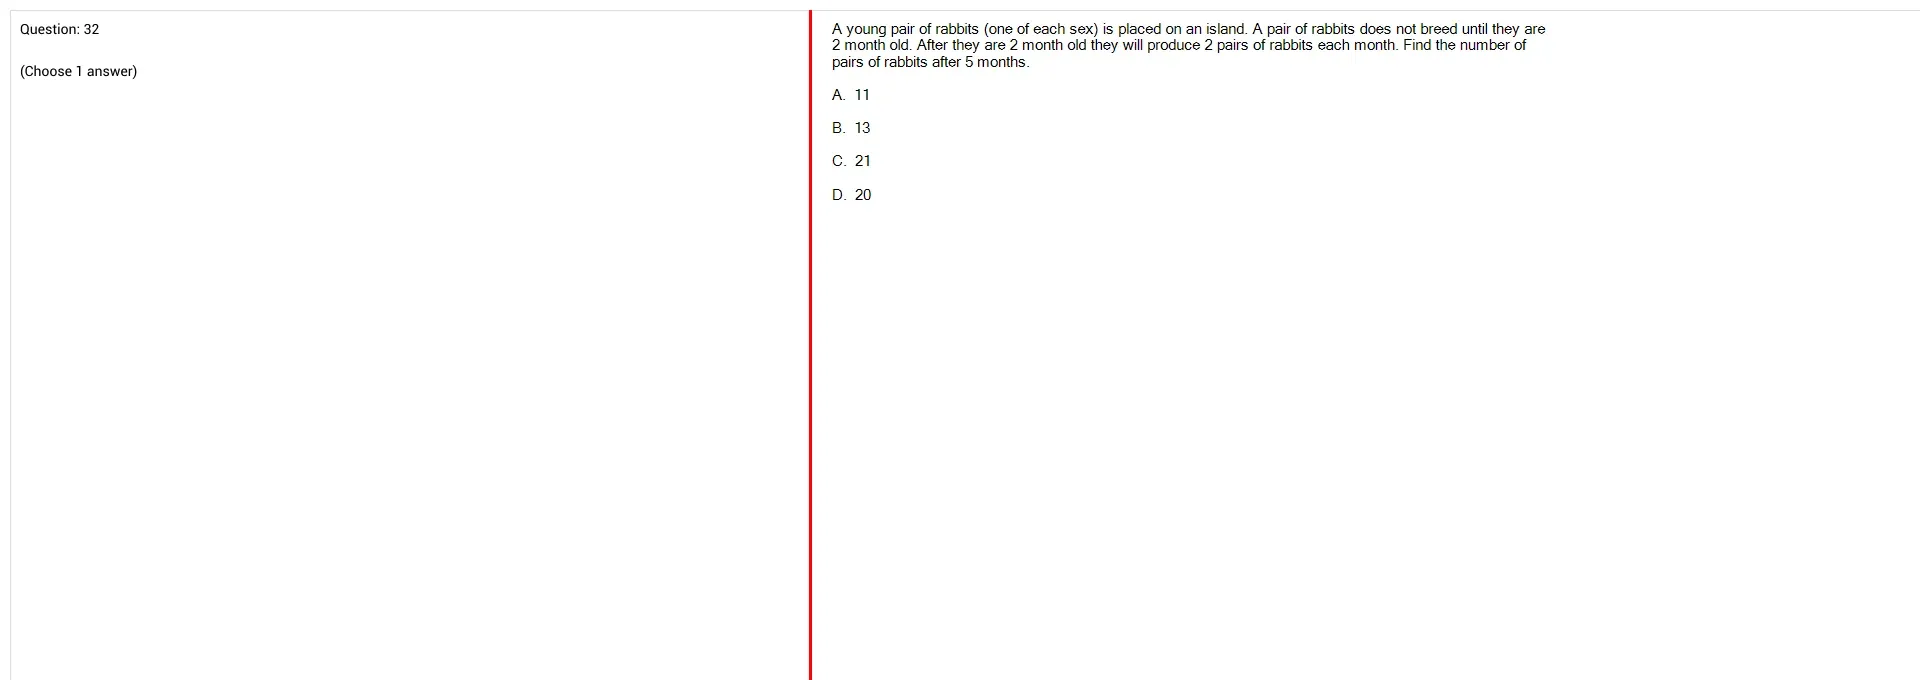 Question: 32
(Choose 1 answer)
A young pair of rabbits (one of each sex) is placed on an island. A pair of rabbits does not breed until they are
2 month old. After they are 2 month old they will produce 2 pairs of rabbits each month. Find the number of
pairs of rabbits after 5 months.
A. 11
B. 13
C. 21
D. 20